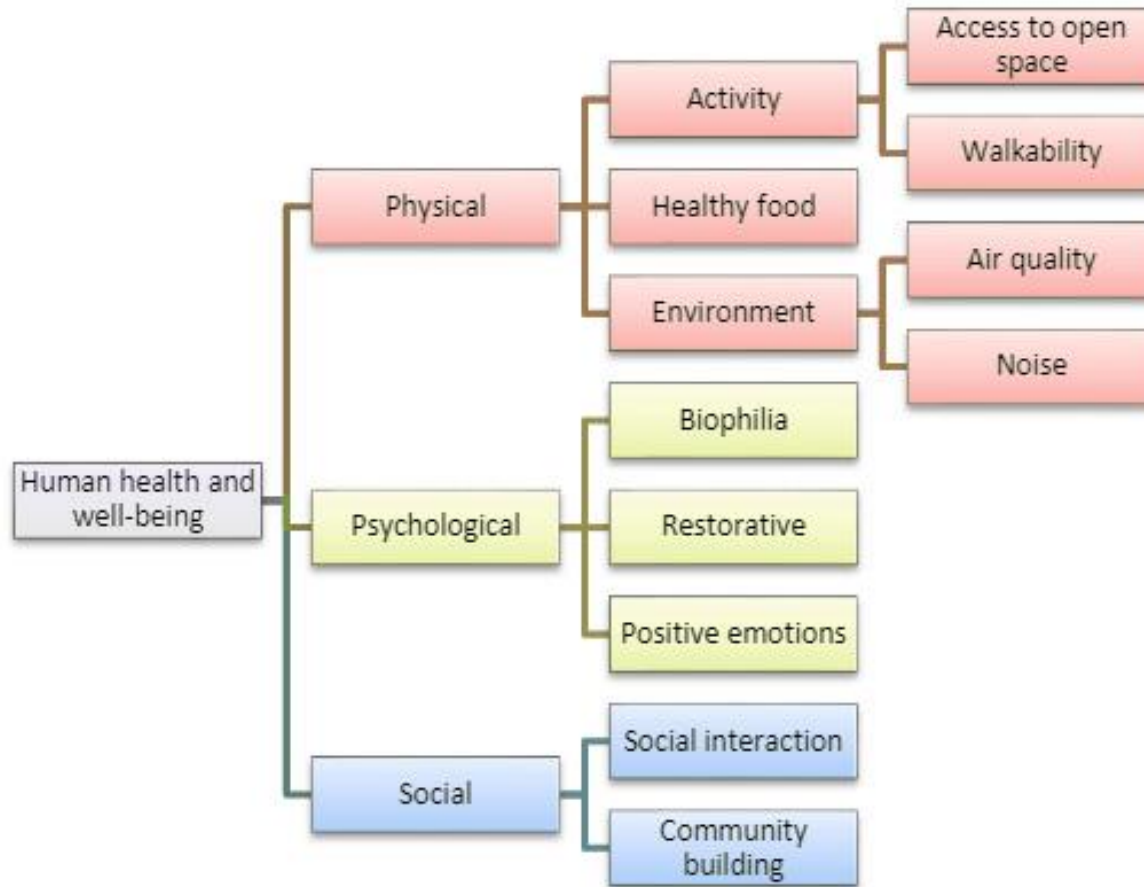 Human health and
well-being
Physical
Activity
Access to open
space
Walkability
Healthy food
Environment
Air quality
Noise
Psychological
Biophilia
Restorative
Positive emotions
Social
Social interaction
Community
building